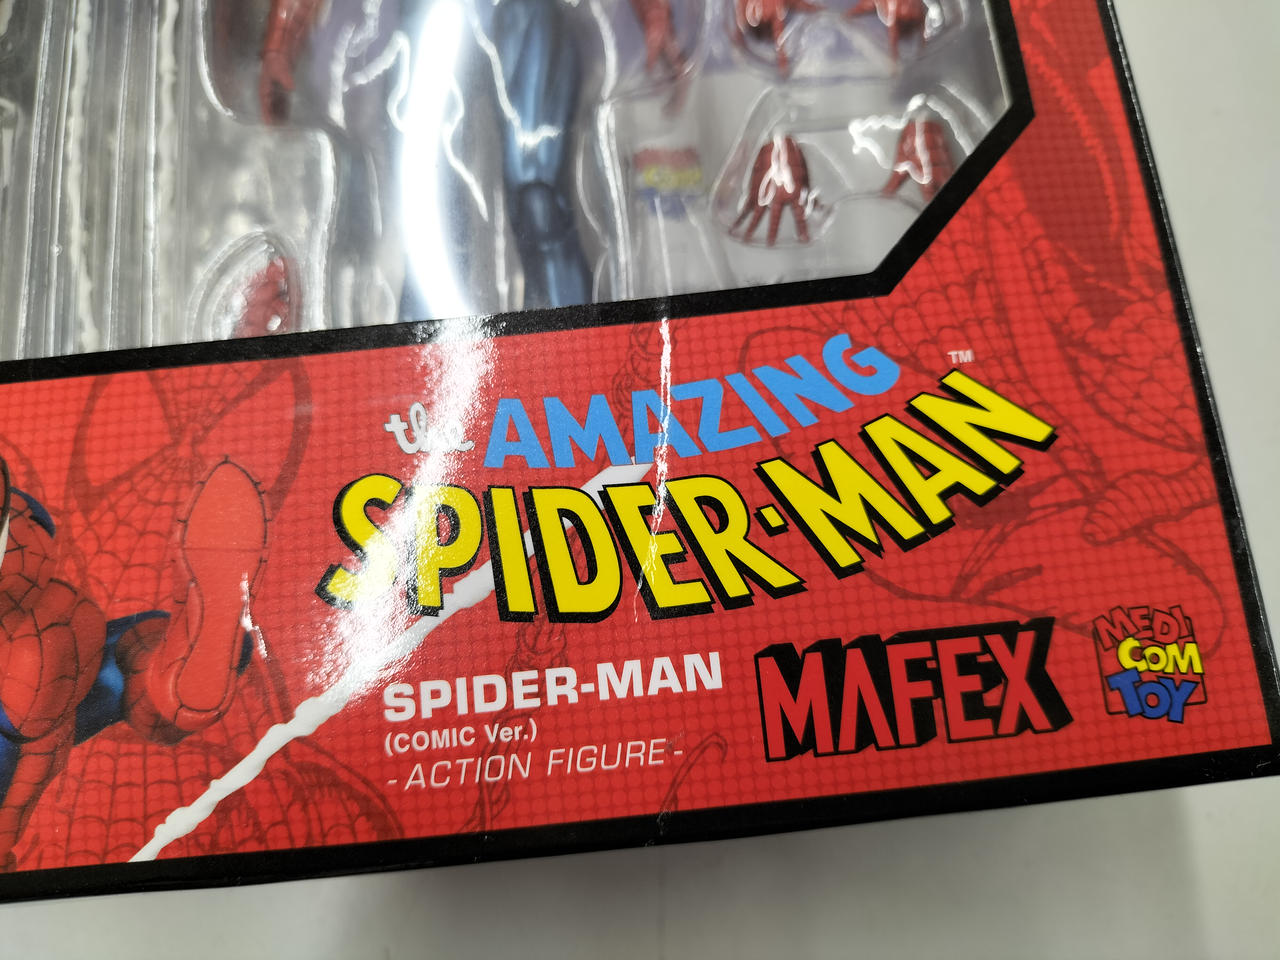 the AMAZING
SPIDER-MAN
TM
SPIDER-MAN
(COMIC Ver.)
- ACTION FIGURE -
MAFEX
MEDI
COM
TOY